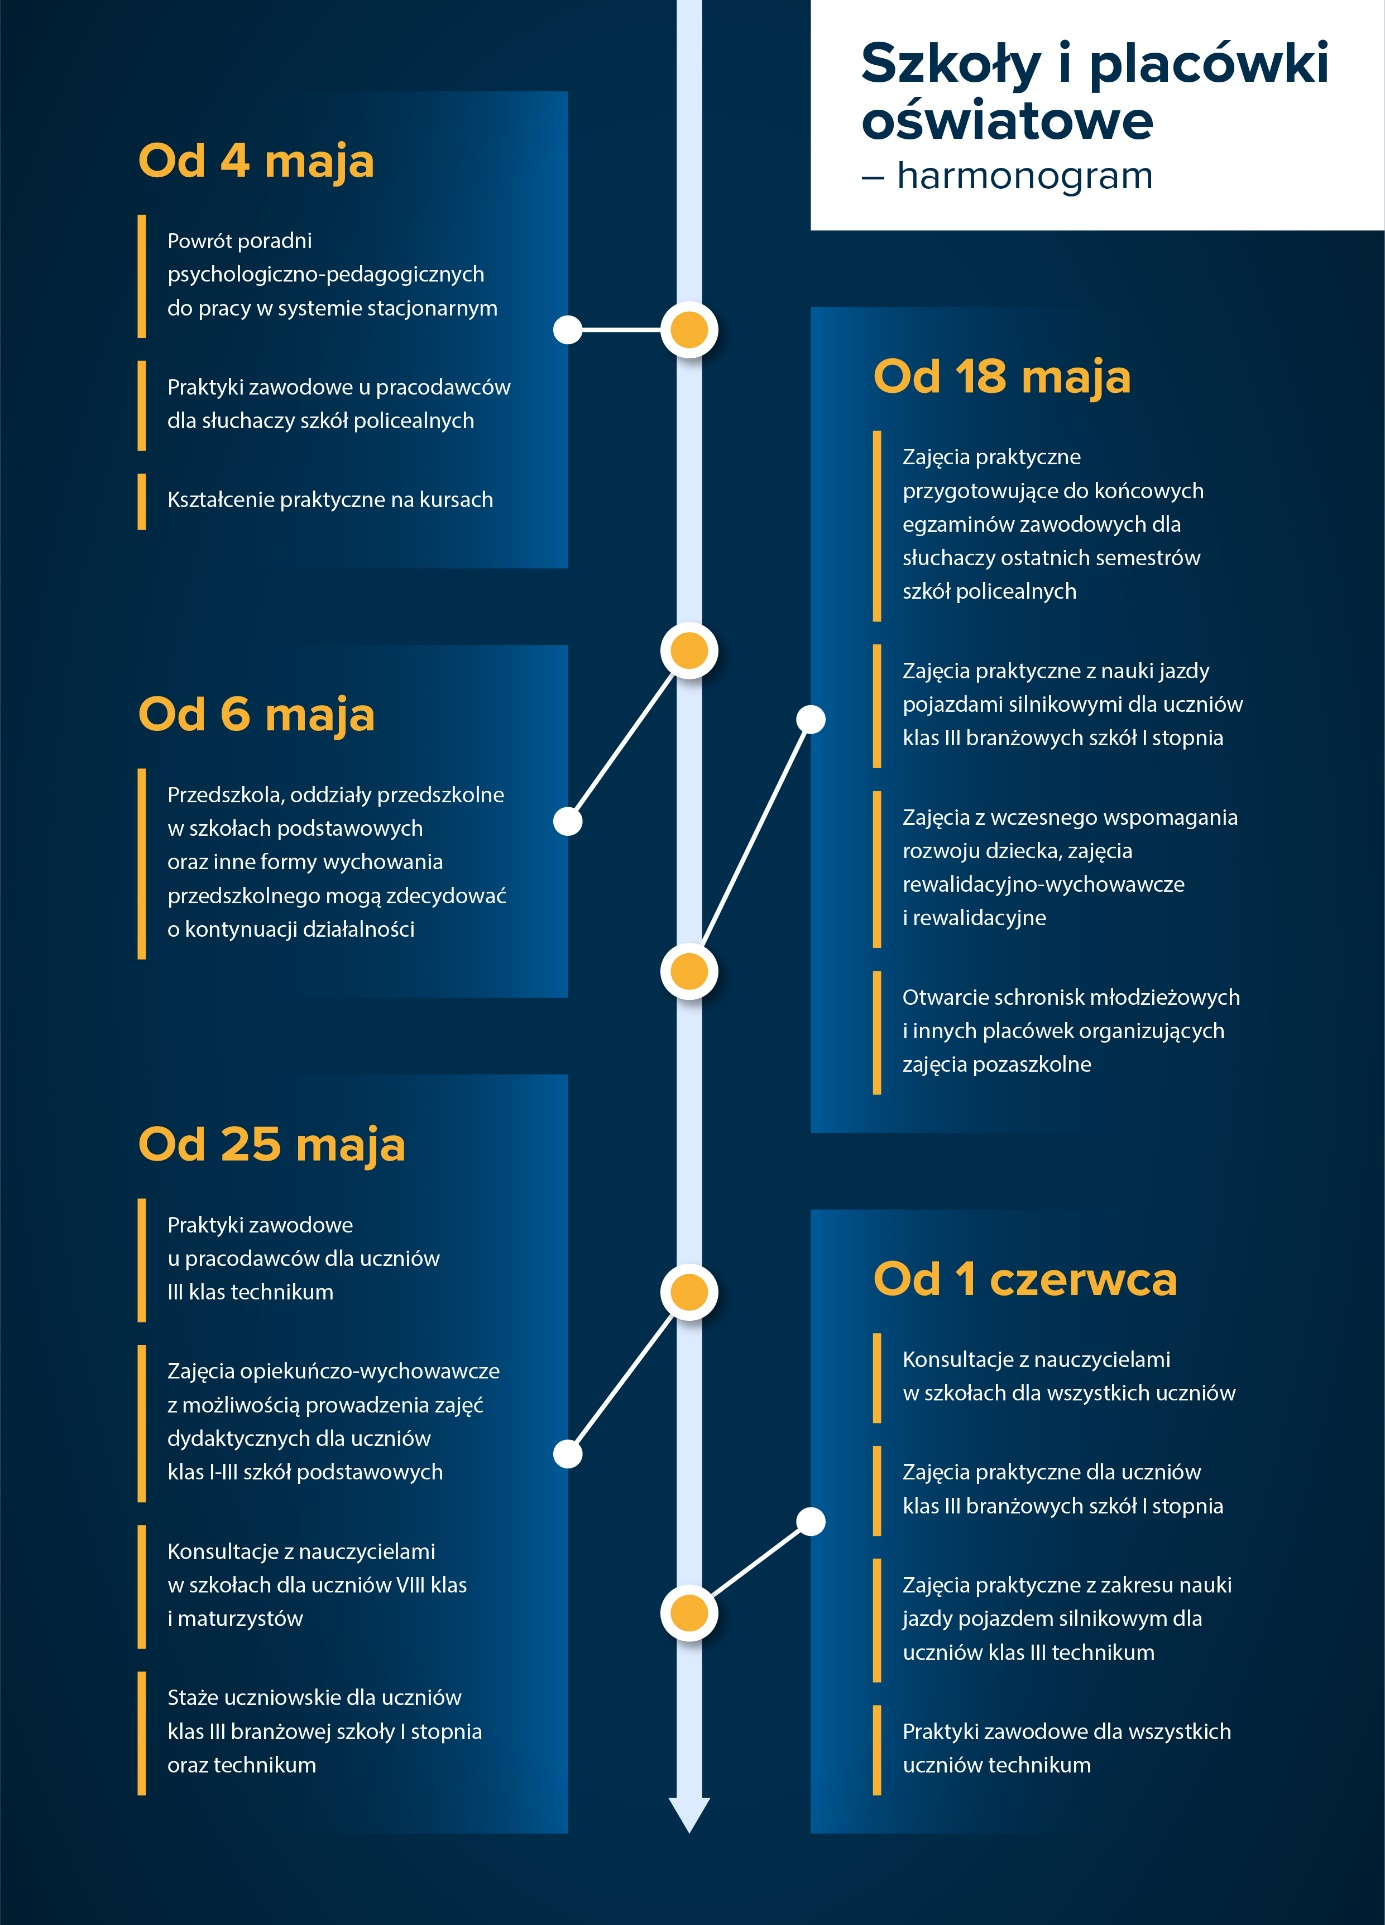 Szkoły i placówki
oświatowe
– harmonogram
Od 4 maja
Powrót poradni
psychologiczno-pedagogicznych
do pracy w systemie stacjonarnym
Praktyki zawodowe u pracodawców
dla słuchaczy szkół policealnych
Kształcenie praktyczne na kursach
Od 6 maja
Przedszkola, oddziały przedszkolne
w szkołach podstawowych
oraz inne formy wychowania
przedszkolnego mogą zdecydować
o kontynuacji działalności
Od 18 maja
Zajęcia praktyczne
przygotowujące do końcowych
egzaminów zawodowych dla
słuchaczy ostatnich semestrów
szkół policealnych
Zajęcia praktyczne z nauki jazdy
pojazdami silnikowymi dla uczniów
klas III branżowych szkół I stopnia
Zajęcia z wczesnego wspomagania
rozwoju dziecka, zajęcia
rewalidacyjno-wychowawcze
i rewalidacyjne
Otwarcie schronisk młodzieżowych
i innych placówek organizujących
zajęcia pozaszkolne
Od 25 maja
Praktyki zawodowe
u pracodawców dla uczniów
III klas technikum
Zajęcia opiekuńczo-wychowawcze
z możliwością prowadzenia zajęć
dydaktycznych dla uczniów
klas I-III szkół podstawowych
Konsultacje z nauczycielami
w szkołach dla uczniów VIII klas
i maturzystów
Staże uczniowskie dla uczniów
klas III branżowej szkoły I stopnia
oraz technikum
Od 1 czerwca
Konsultacje z nauczycielami
w szkołach dla wszystkich uczniów
Zajęcia praktyczne dla uczniów
klas III branżowych szkół I stopnia
Zajęcia praktyczne z zakresu nauki
jazdy pojazdem silnikowym dla
uczniów klas III technikum
Praktyki zawodowe dla wszystkich
uczniów technikum